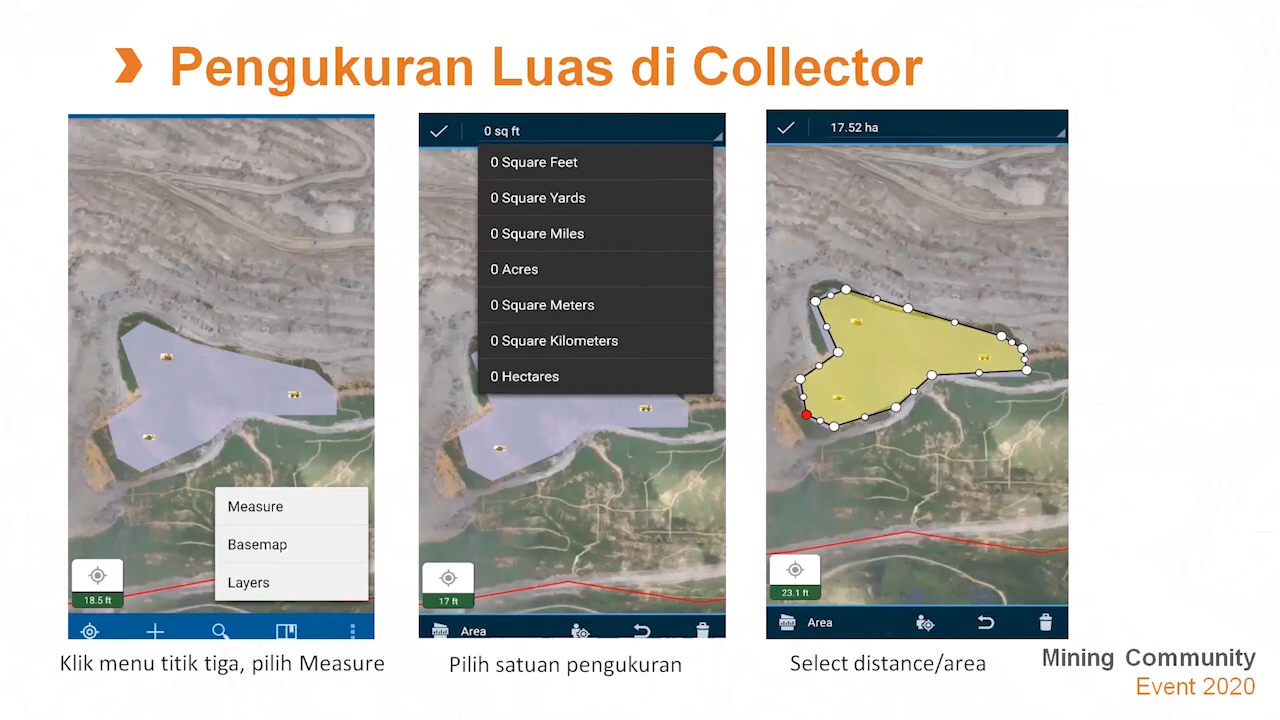 Pengukuran Luas di Collector
Measure
Basemap
Layers
18.5 ft
Klik menu titik tiga, pilih Measure
0 sq ft
0 Square Feet
0 Square Yards
0 Square Miles
0 Acres
0 Square Meters
0 Square Kilometers
0 Hectares
17 ft
Area
Pilih satuan pengukuran
17.52 ha
23.1 ft
Area
Select distance/area
Mining Community
Event 2020